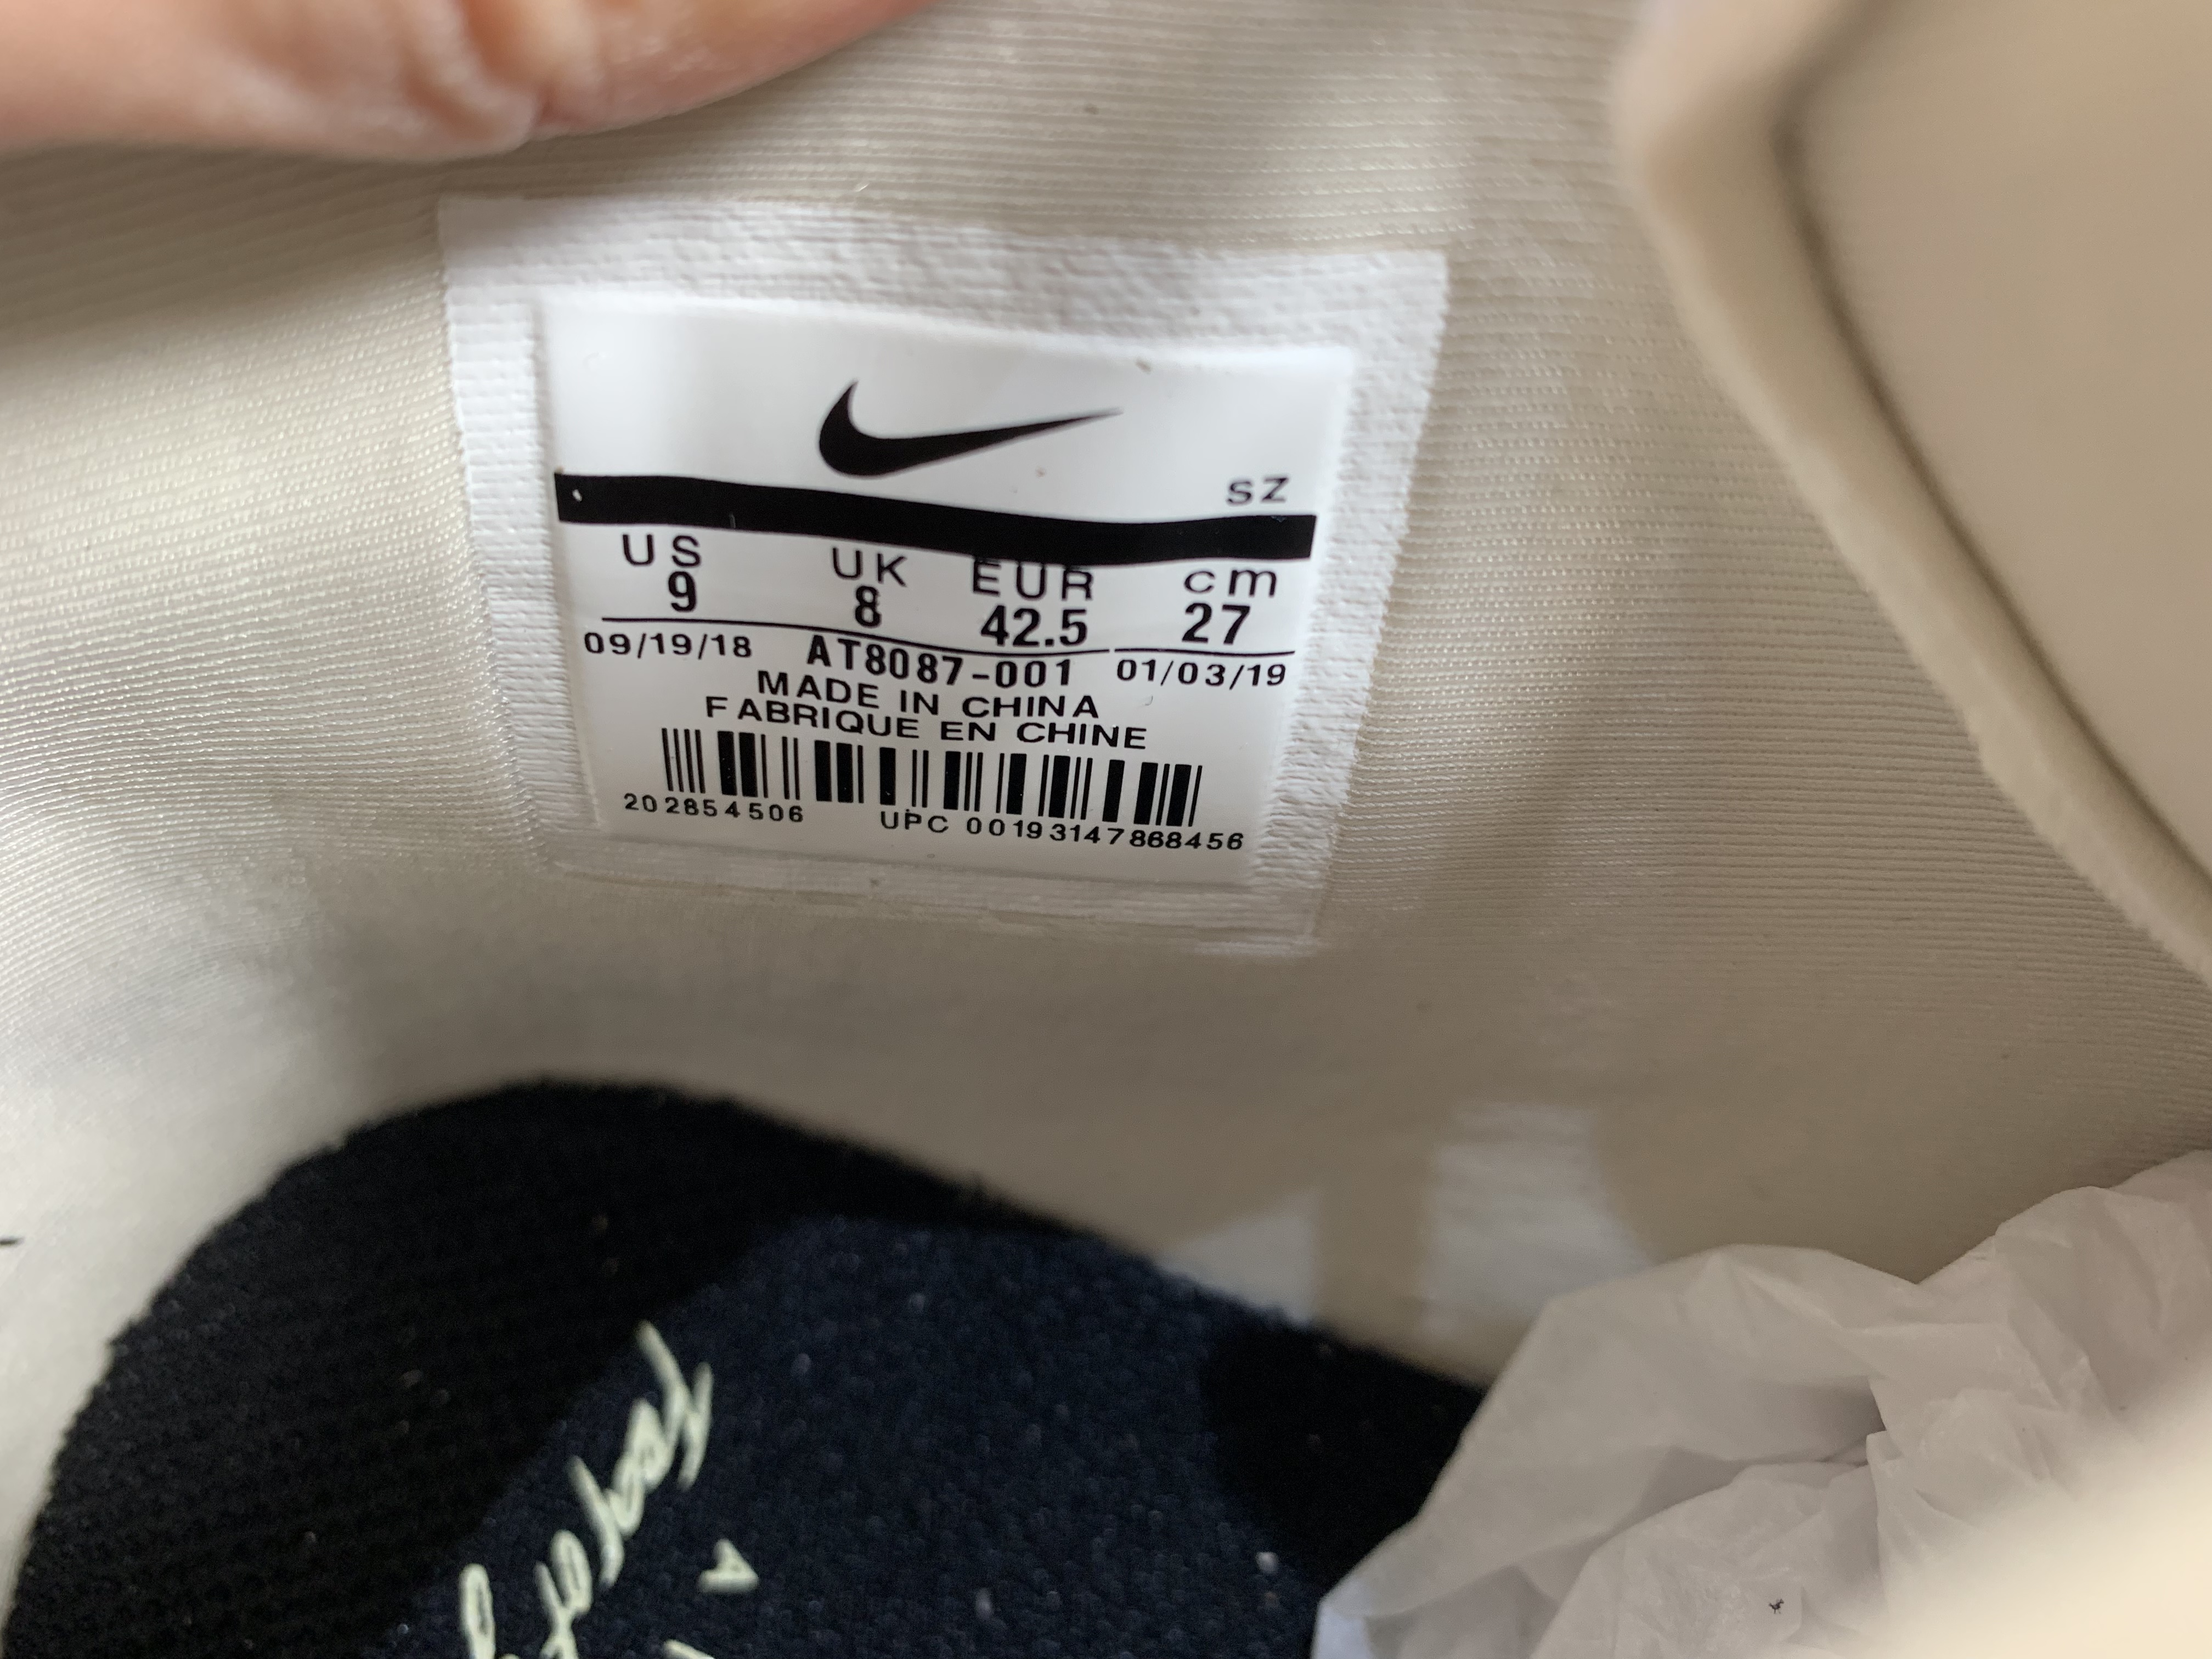 SZ
US UK EUR cm
9 8 42.5 27
09/19/18 AT8087-001 01/03/19
MADE IN CHINA
FABRIQUE EN CHINE
202854506 UPC 00193147868456